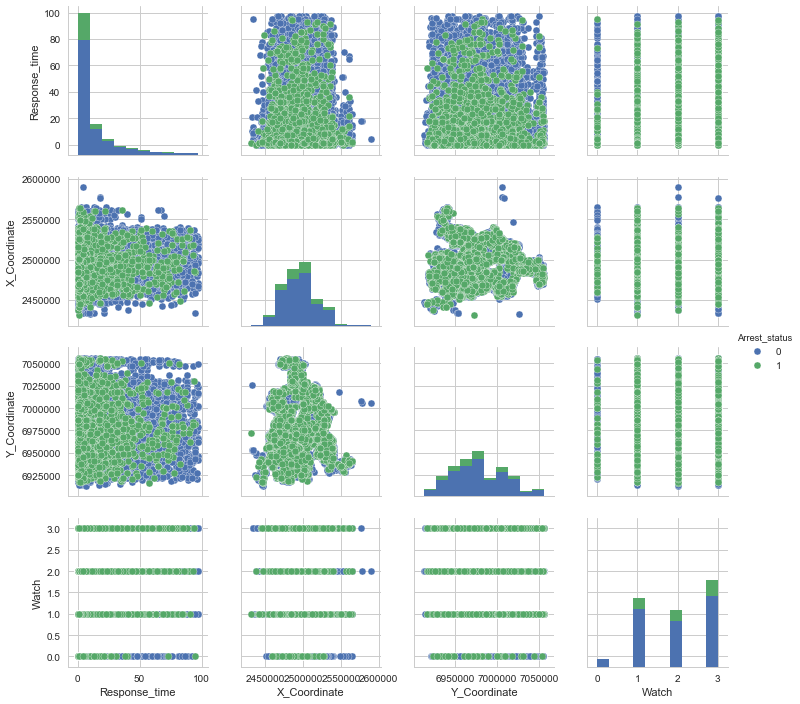 100
80
60
40
20
0
Response_time
2600000
2550000
2500000
2450000
X_Coordinate
Arrest_status
0
1
7050000
7025000
7000000
6975000
6950000
6925000
Y_Coordinate
3.0
2.5
2.0
1.5
1.0
0.5
0.0
Watch
0 50 100
2450000 2500000 2550000 2600000
6950000 7000000 7050000
0 1 2 3
Response_time X_Coordinate Y_Coordinate Watch